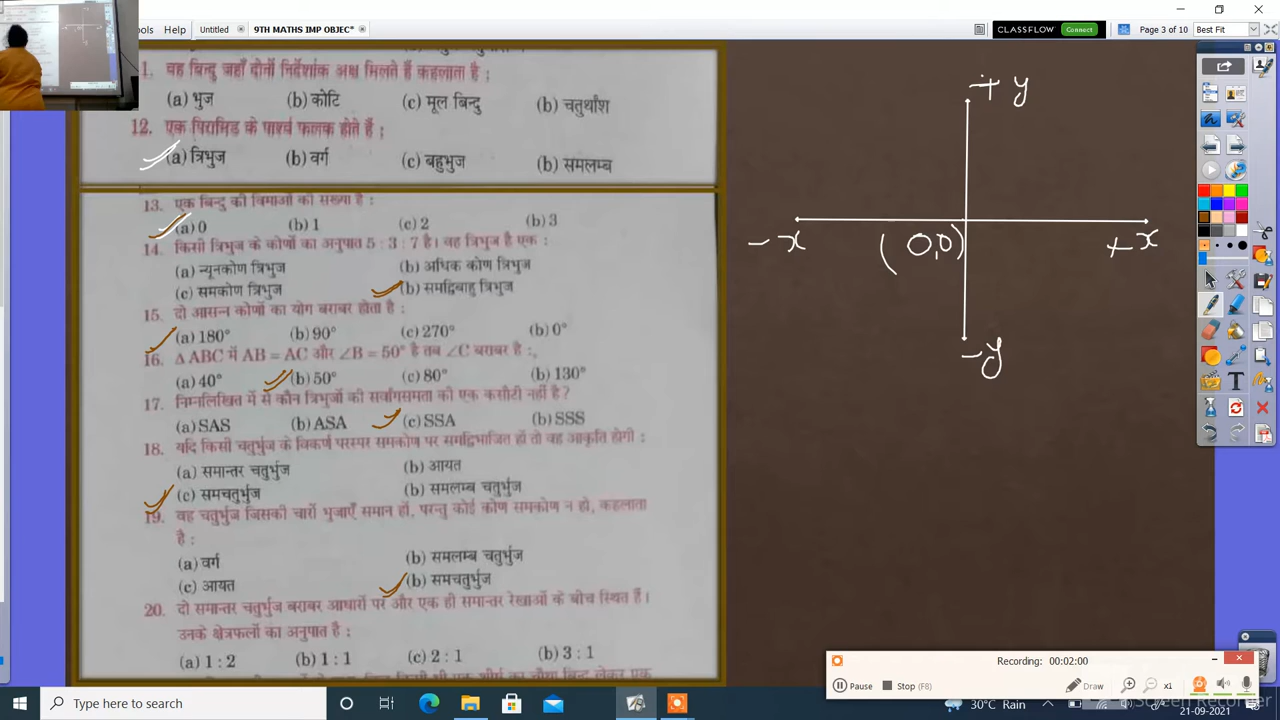 ools Help Untitled 9TH MATHS IMP OBJEC*
CLASSFLOW Connect Page 3 of 10 Best Fit
1. वह बिन्दु जहाँ दोनों निर्देशांक अक्ष मिलते हैं कहलाता है ;
(a) भुज (b) कोटि (c) मूल बिन्दु (b) चतुर्थांश
12. एक पिरामिड के पार्श्व फलक होते हैं ;
(a) त्रिभुज (b) वर्ग (c) बहुभुज (b) समलम्ब
13. एक बिन्दु की विमाओं की संख्या है :
(a) 0 (b) 1 (c) 2 (b) 3
14. किसी त्रिभुज के कोणों का अनुपात 5 : 3 : 7 है। वह त्रिभुज है एक :
(a) न्यूनकोण त्रिभुज (b) अधिक कोण त्रिभुज
(c) समकोण त्रिभुज (b) समद्विबाहु त्रिभुज
15. दो आसन्न कोणों का योग बराबर होता है :
(a) 180° (b) 90° (c) 270° (b) 0°
16. Δ ABC में AB = AC और ∠B = 50° है तब ∠C बराबर है :,
(a) 40° (b) 50° (c) 80° (b) 130°
17. निम्नलिखित में से कौन त्रिभुजों की सर्वांगसमता की एक कसौटी नहीं है?
(a) SAS (b) ASA (c) SSA (b) SSS
18. यदि किसी चतुर्भुज के विकर्ण परस्पर समकोण पर समद्विभाजित हों तो वह आकृति होगी :
(a) समान्तर चतुर्भुज (b) आयत
(c) समचतुर्भुज (b) समलम्ब चतुर्भुज
19. वह चतुर्भुज जिसकी चारों भुजाएँ समान हों, परन्तु कोई कोण समकोण न हो, कहलाता
है :
(a) वर्ग (b) समलम्ब चतुर्भुज
(c) आयत (b) समचतुर्भुज
20. दो समान्तर चतुर्भुज बराबर आधारों पर और एक ही समान्तर रेखाओं के बीच स्थित हैं।
उनके क्षेत्रफलों का अनुपात है :
(a) 1 : 2 (b) 1 : 1 (c) 2 : 1 (b) 3 : 1
+ y
- x (0,0) + x
- y
Recording: 00:02:00
Pause Stop (F8) Draw x1
Screencast-O-Matic Recorder
Type here to search
30°C Rain
21-09-2021